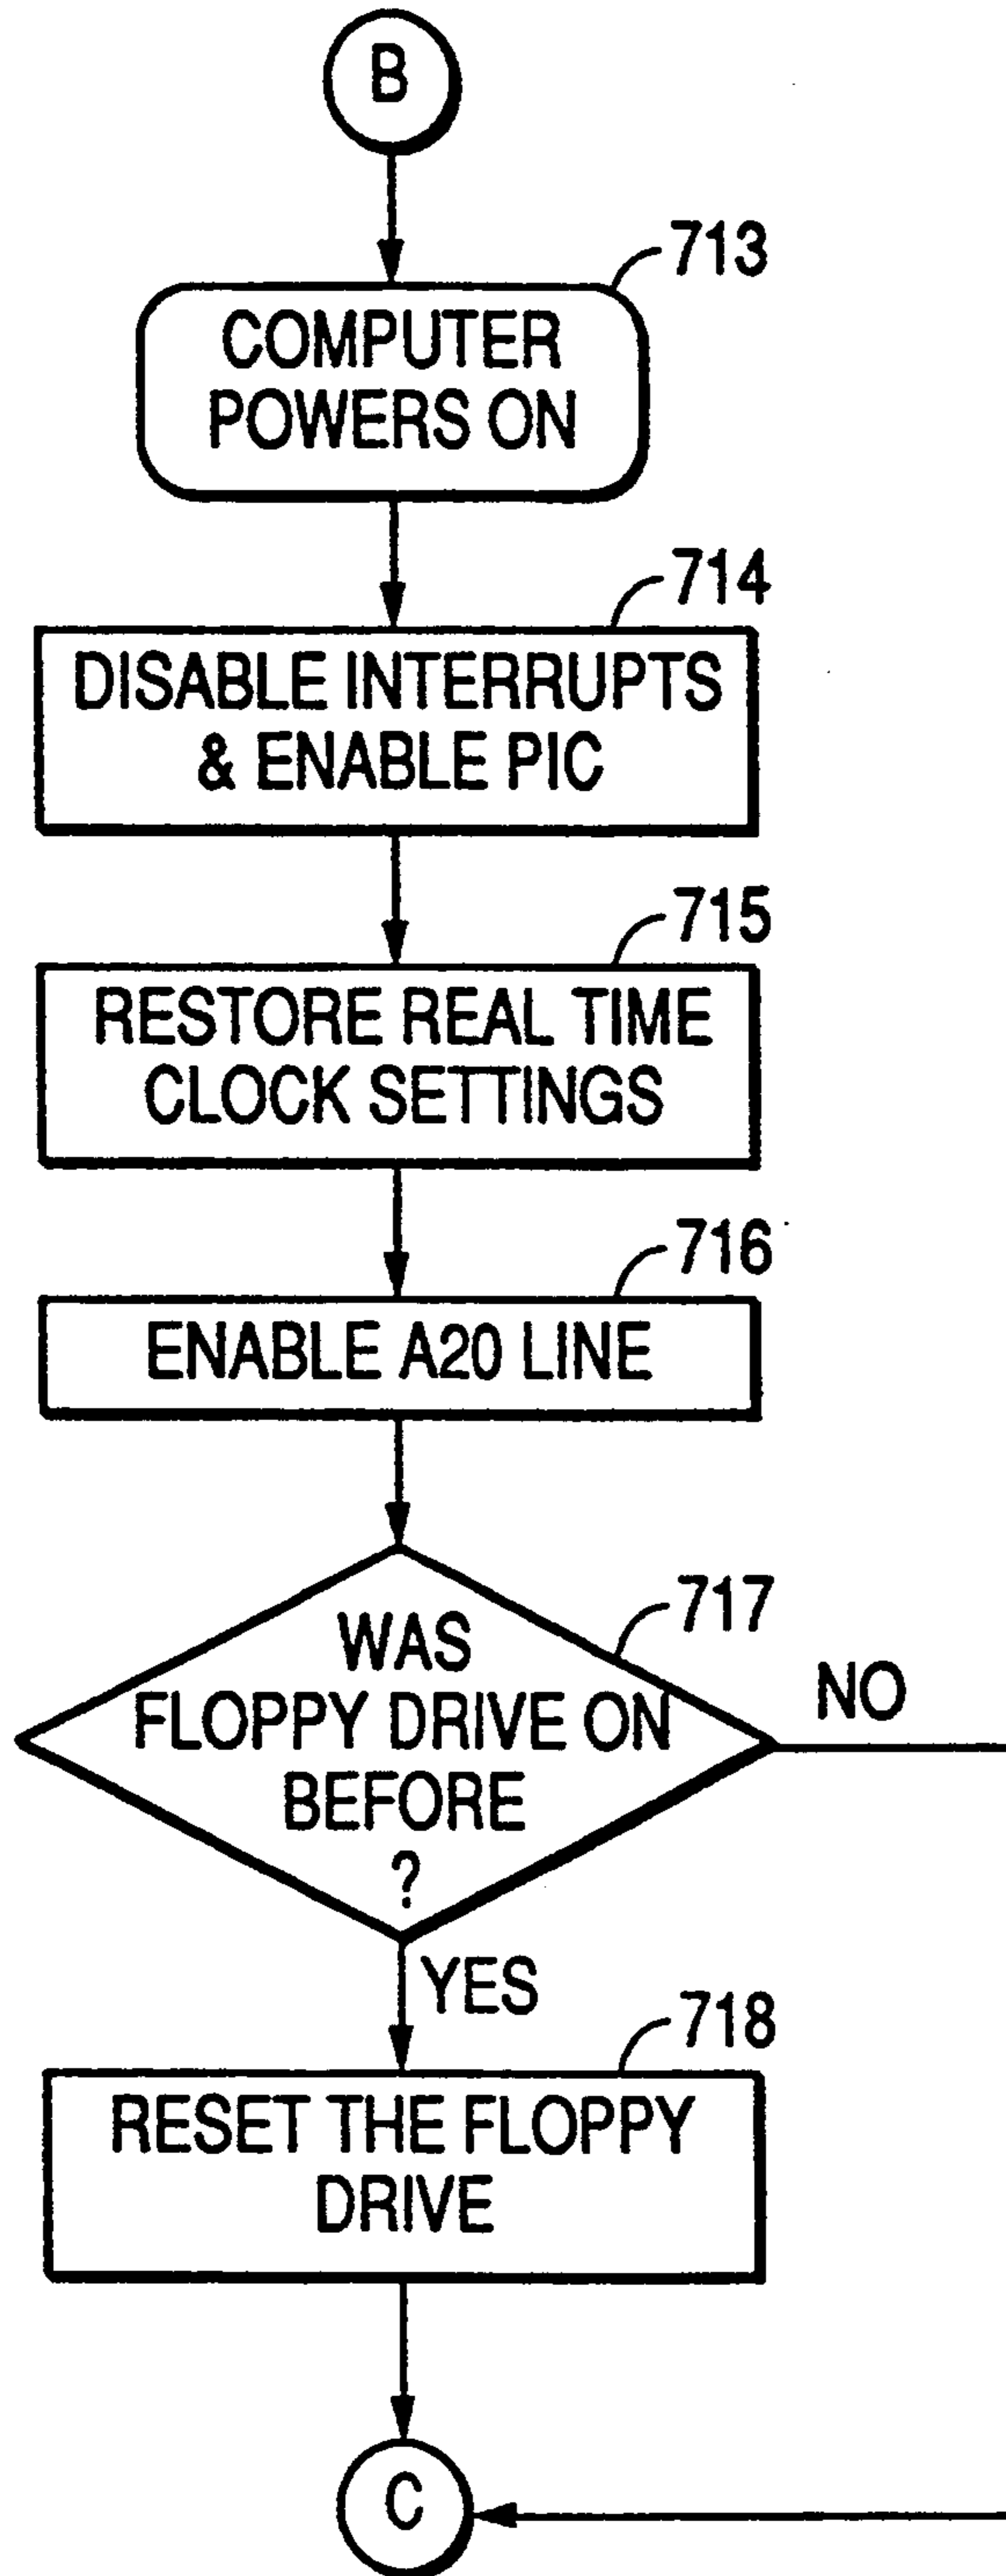 B
713
COMPUTER
POWERS ON
714
DISABLE INTERRUPTS
& ENABLE PIC
715
RESTORE REAL TIME
CLOCK SETTINGS
716
ENABLE A20 LINE
717
WAS
FLOPPY DRIVE ON
BEFORE
?
NO
YES
718
RESET THE FLOPPY
DRIVE
C